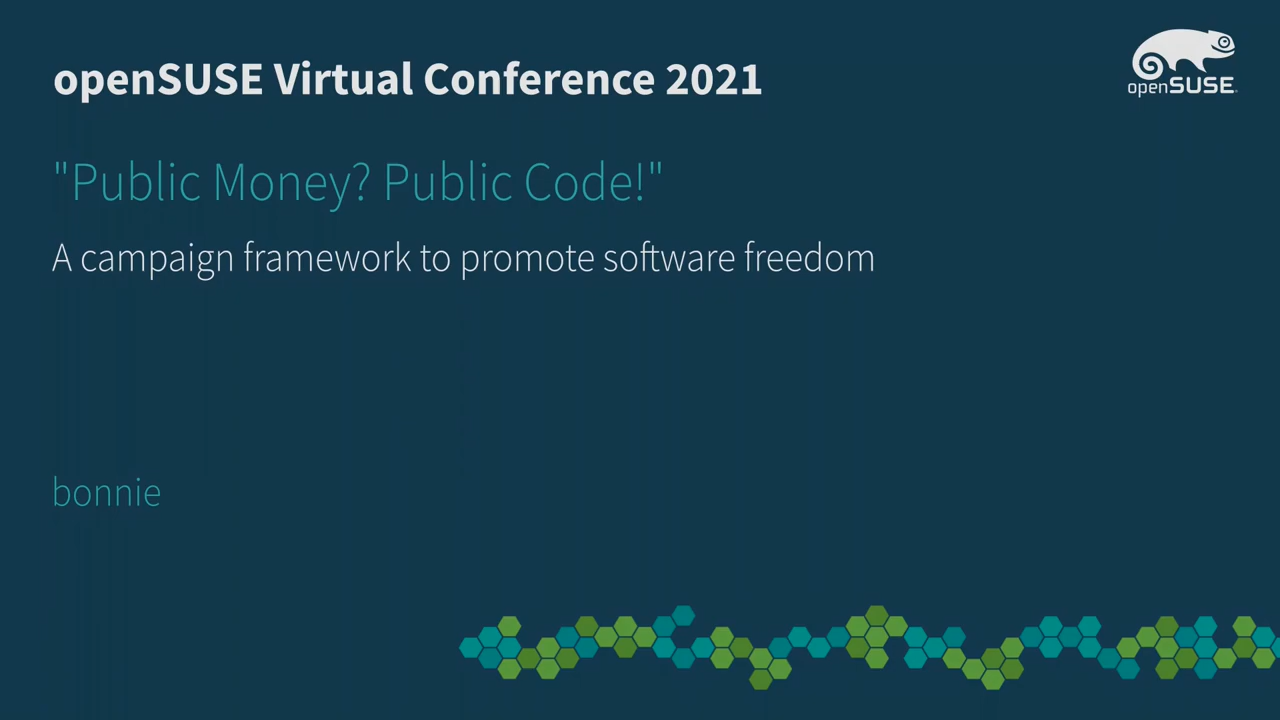 openSUSE Virtual Conference 2021
openSUSE
"Public Money? Public Code!"
A campaign framework to promote software freedom
bonnie